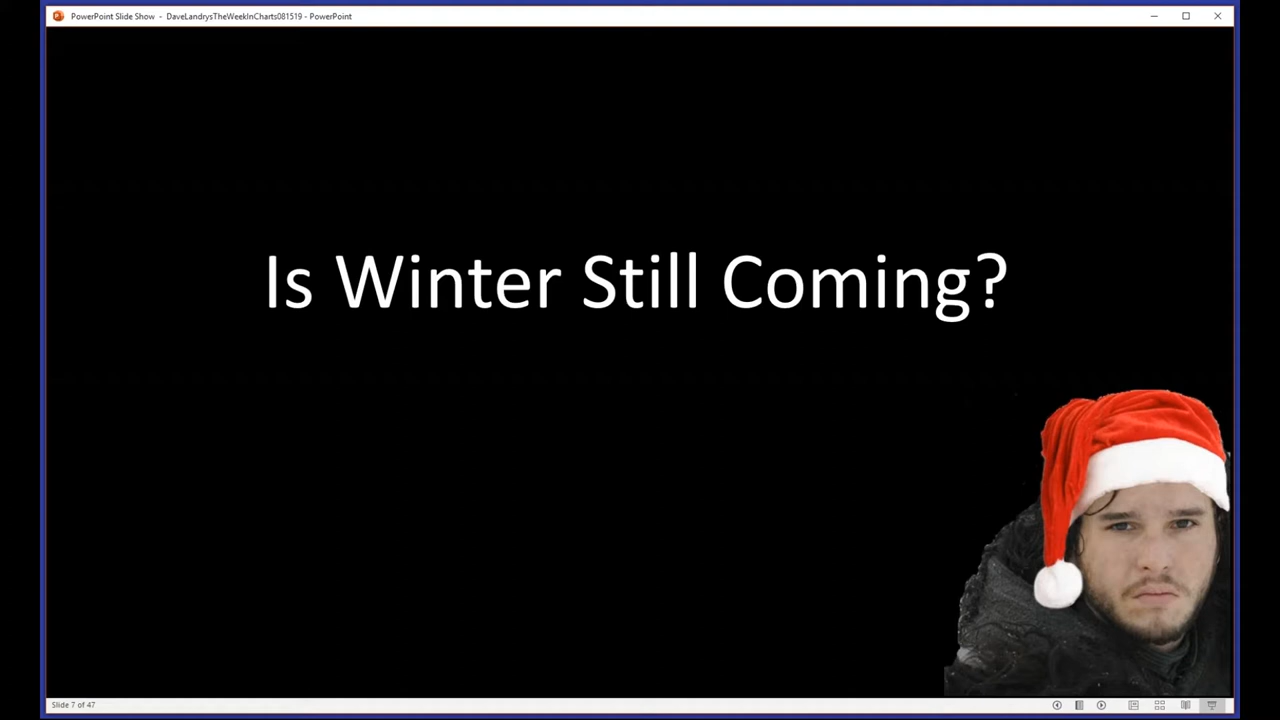 PowerPoint Slide Show - DaveLandrysTheWeekInCharts081519 - PowerPoint
Is Winter Still Coming?
Slide 7 of 47